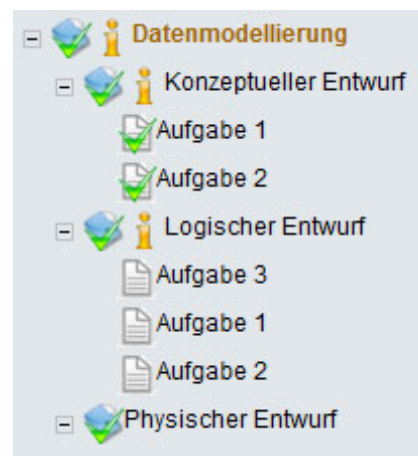 Datenmodellierung
Konzeptueller Entwurf
Aufgabe 1
Aufgabe 2
Logischer Entwurf
Aufgabe 3
Aufgabe 1
Aufgabe 2
Physischer Entwurf